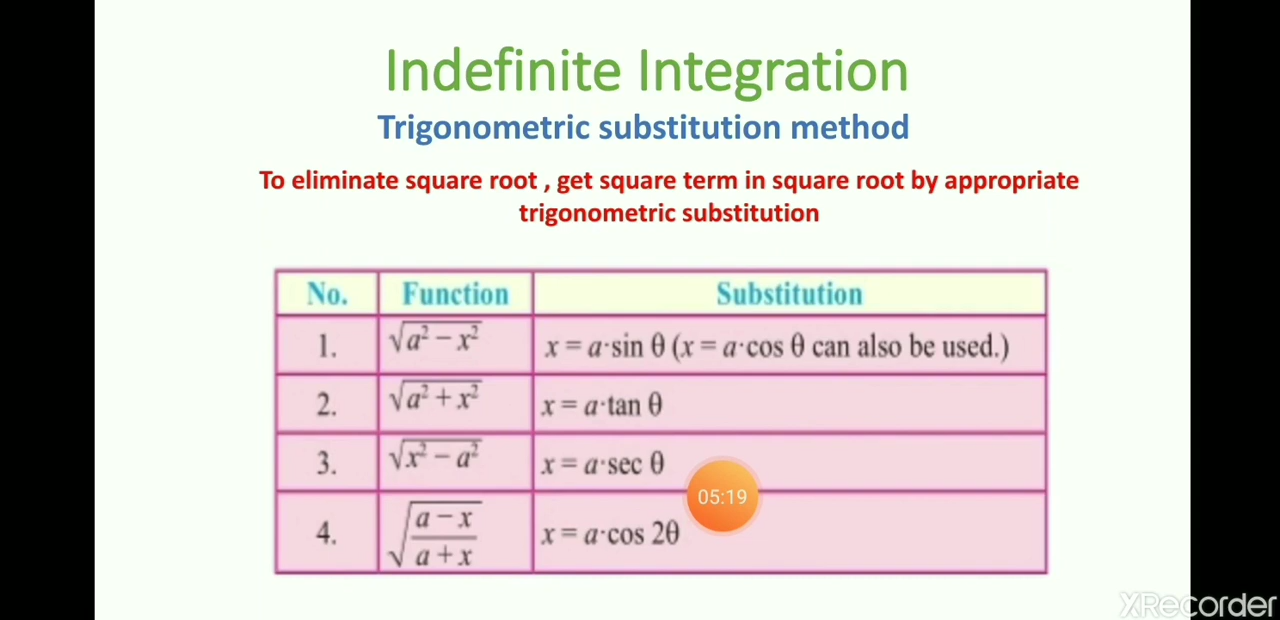 Indefinite Integration
Trigonometric substitution method
To eliminate square root , get square term in square root by appropriate
trigonometric substitution
No. Function Substitution
1. √a² − x² x = a·sin θ (x = a·cos θ can also be used.)
2. √a² + x² x = a·tan θ
3. √x² − a² x = a·sec θ
05:19
4. √(a − x)/(a + x) x = a·cos 2θ
XRecorder